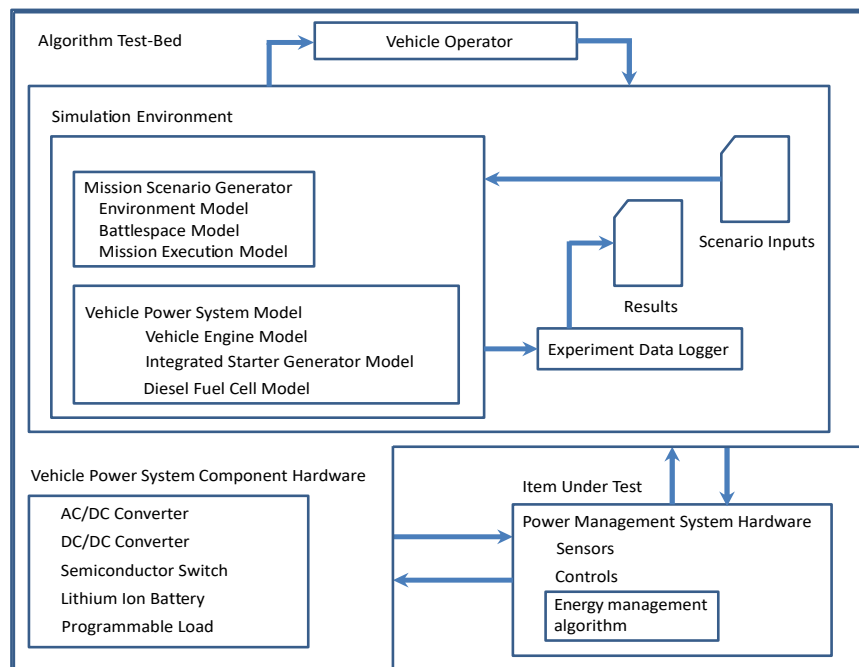 Algorithm Test-Bed
Vehicle Operator
Simulation Environment
Mission Scenario Generator
Environment Model
Battlespace Model
Mission Execution Model
Scenario Inputs
Results
Vehicle Power System Model
Vehicle Engine Model
Integrated Starter Generator Model
Diesel Fuel Cell Model
Experiment Data Logger
Vehicle Power System Component Hardware
AC/DC Converter
DC/DC Converter
Semiconductor Switch
Lithium Ion Battery
Programmable Load
Item Under Test
Power Management System Hardware
Sensors
Controls
Energy management
algorithm